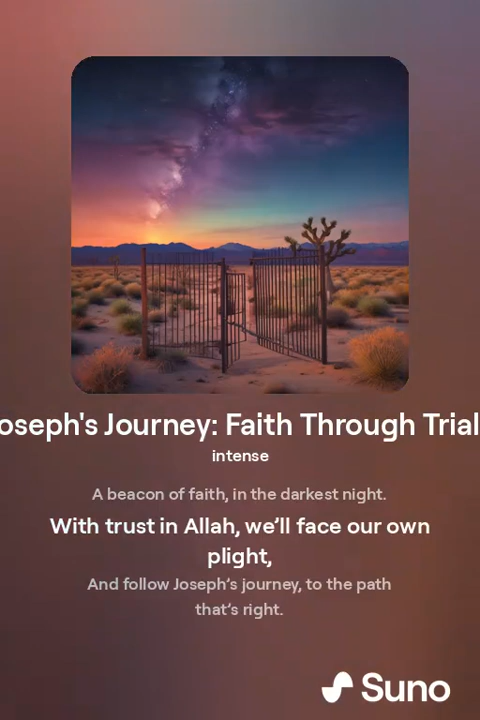 oseph's Journey: Faith Through Trial
intense
A beacon of faith, in the darkest night.
With trust in Allah, we’ll face our own
plight,
And follow Joseph’s journey, to the path
that’s right.
Suno